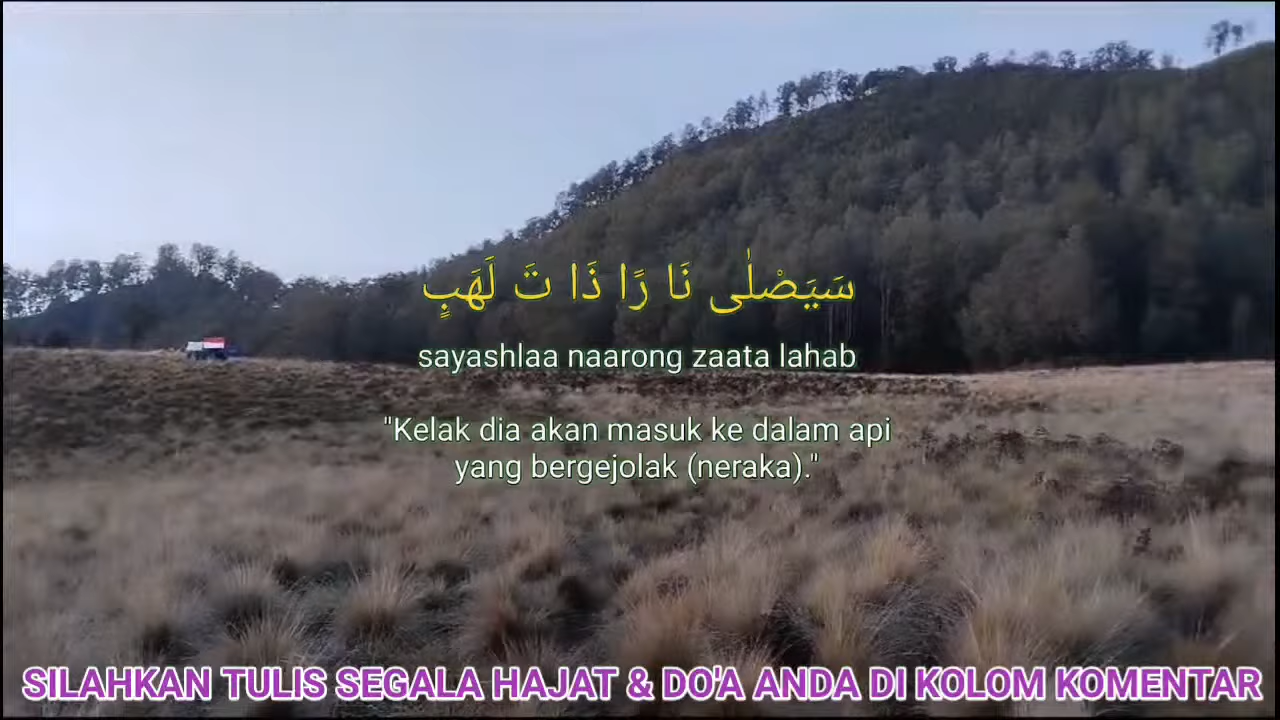 سَيَصْلٰى نَا رًا ذَا تَ لَهَبٍ
sayashlaa naarong zaata lahab
"Kelak dia akan masuk ke dalam api
yang bergejolak (neraka)."
SILAHKAN TULIS SEGALA HAJAT & DO'A ANDA DI KOLOM KOMENTAR